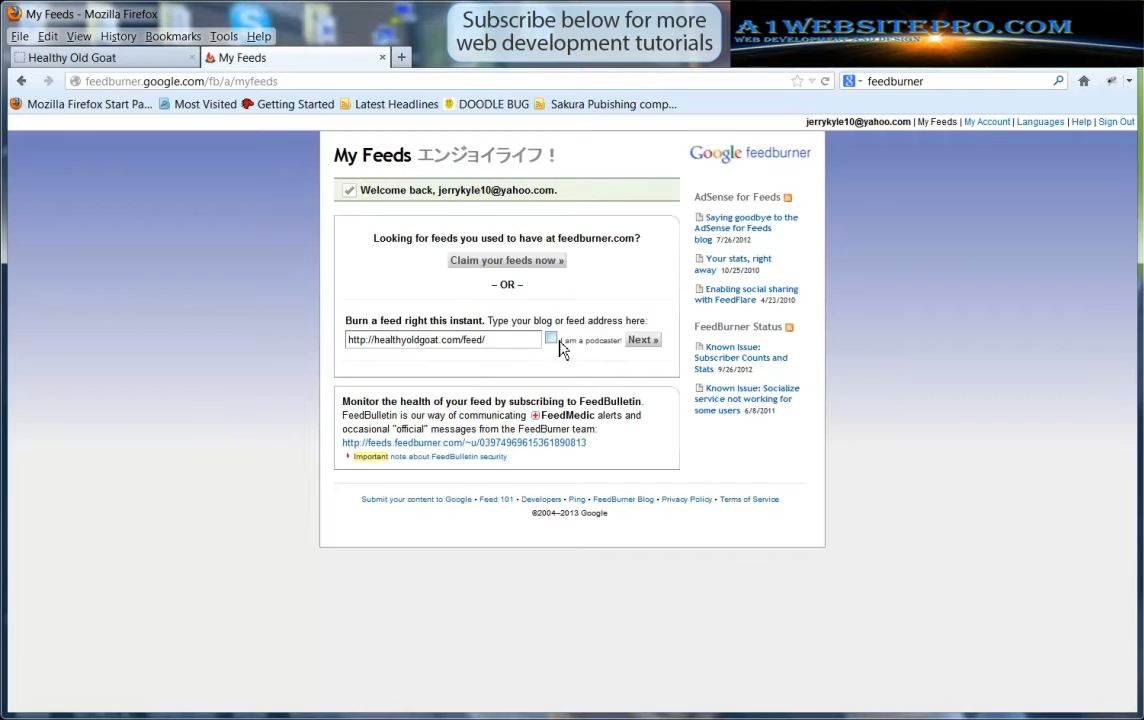 My Feeds - Mozilla Firefox
Subscribe below for more
web development tutorials
A1WEBSITEPRO.COM
WEB DEVELOPMENT AND DESIGN
File Edit View History Bookmarks Tools Help
Healthy Old Goat × My Feeds × +
feedburner.google.com/fb/a/myfeeds
feedburner
Mozilla Firefox Start Pa... Most Visited Getting Started Latest Headlines DOODLE BUG Sakura Pubishing comp...
jerrykyle10@yahoo.com | My Feeds | My Account | Languages | Help | Sign Out
My Feeds エンジョイライフ！
Google feedburner
Welcome back, jerrykyle10@yahoo.com.
Looking for feeds you used to have at feedburner.com?
Claim your feeds now »
– OR –
Burn a feed right this instant. Type your blog or feed address here:
http://healthyoldgoat.com/feed/ I am a podcaster! Next »
Monitor the health of your feed by subscribing to FeedBulletin.
FeedBulletin is our way of communicating FeedMedic alerts and
occasional "official" messages from the FeedBurner team:
http://feeds.feedburner.com/~u/03974969615361890813
Important note about FeedBulletin security
AdSense for Feeds
Saying goodbye to the
AdSense for Feeds
blog 7/26/2012
Your stats, right
away 10/25/2010
Enabling social sharing
with FeedFlare 4/23/2010
FeedBurner Status
Known Issue:
Subscriber Counts and
Stats 9/26/2012
Known Issue: Socialize
service not working for
some users 6/8/2011
Submit your content to Google • Feed 101 • Developers • Ping • FeedBurner Blog • Privacy Policy • Terms of Service
©2004–2013 Google